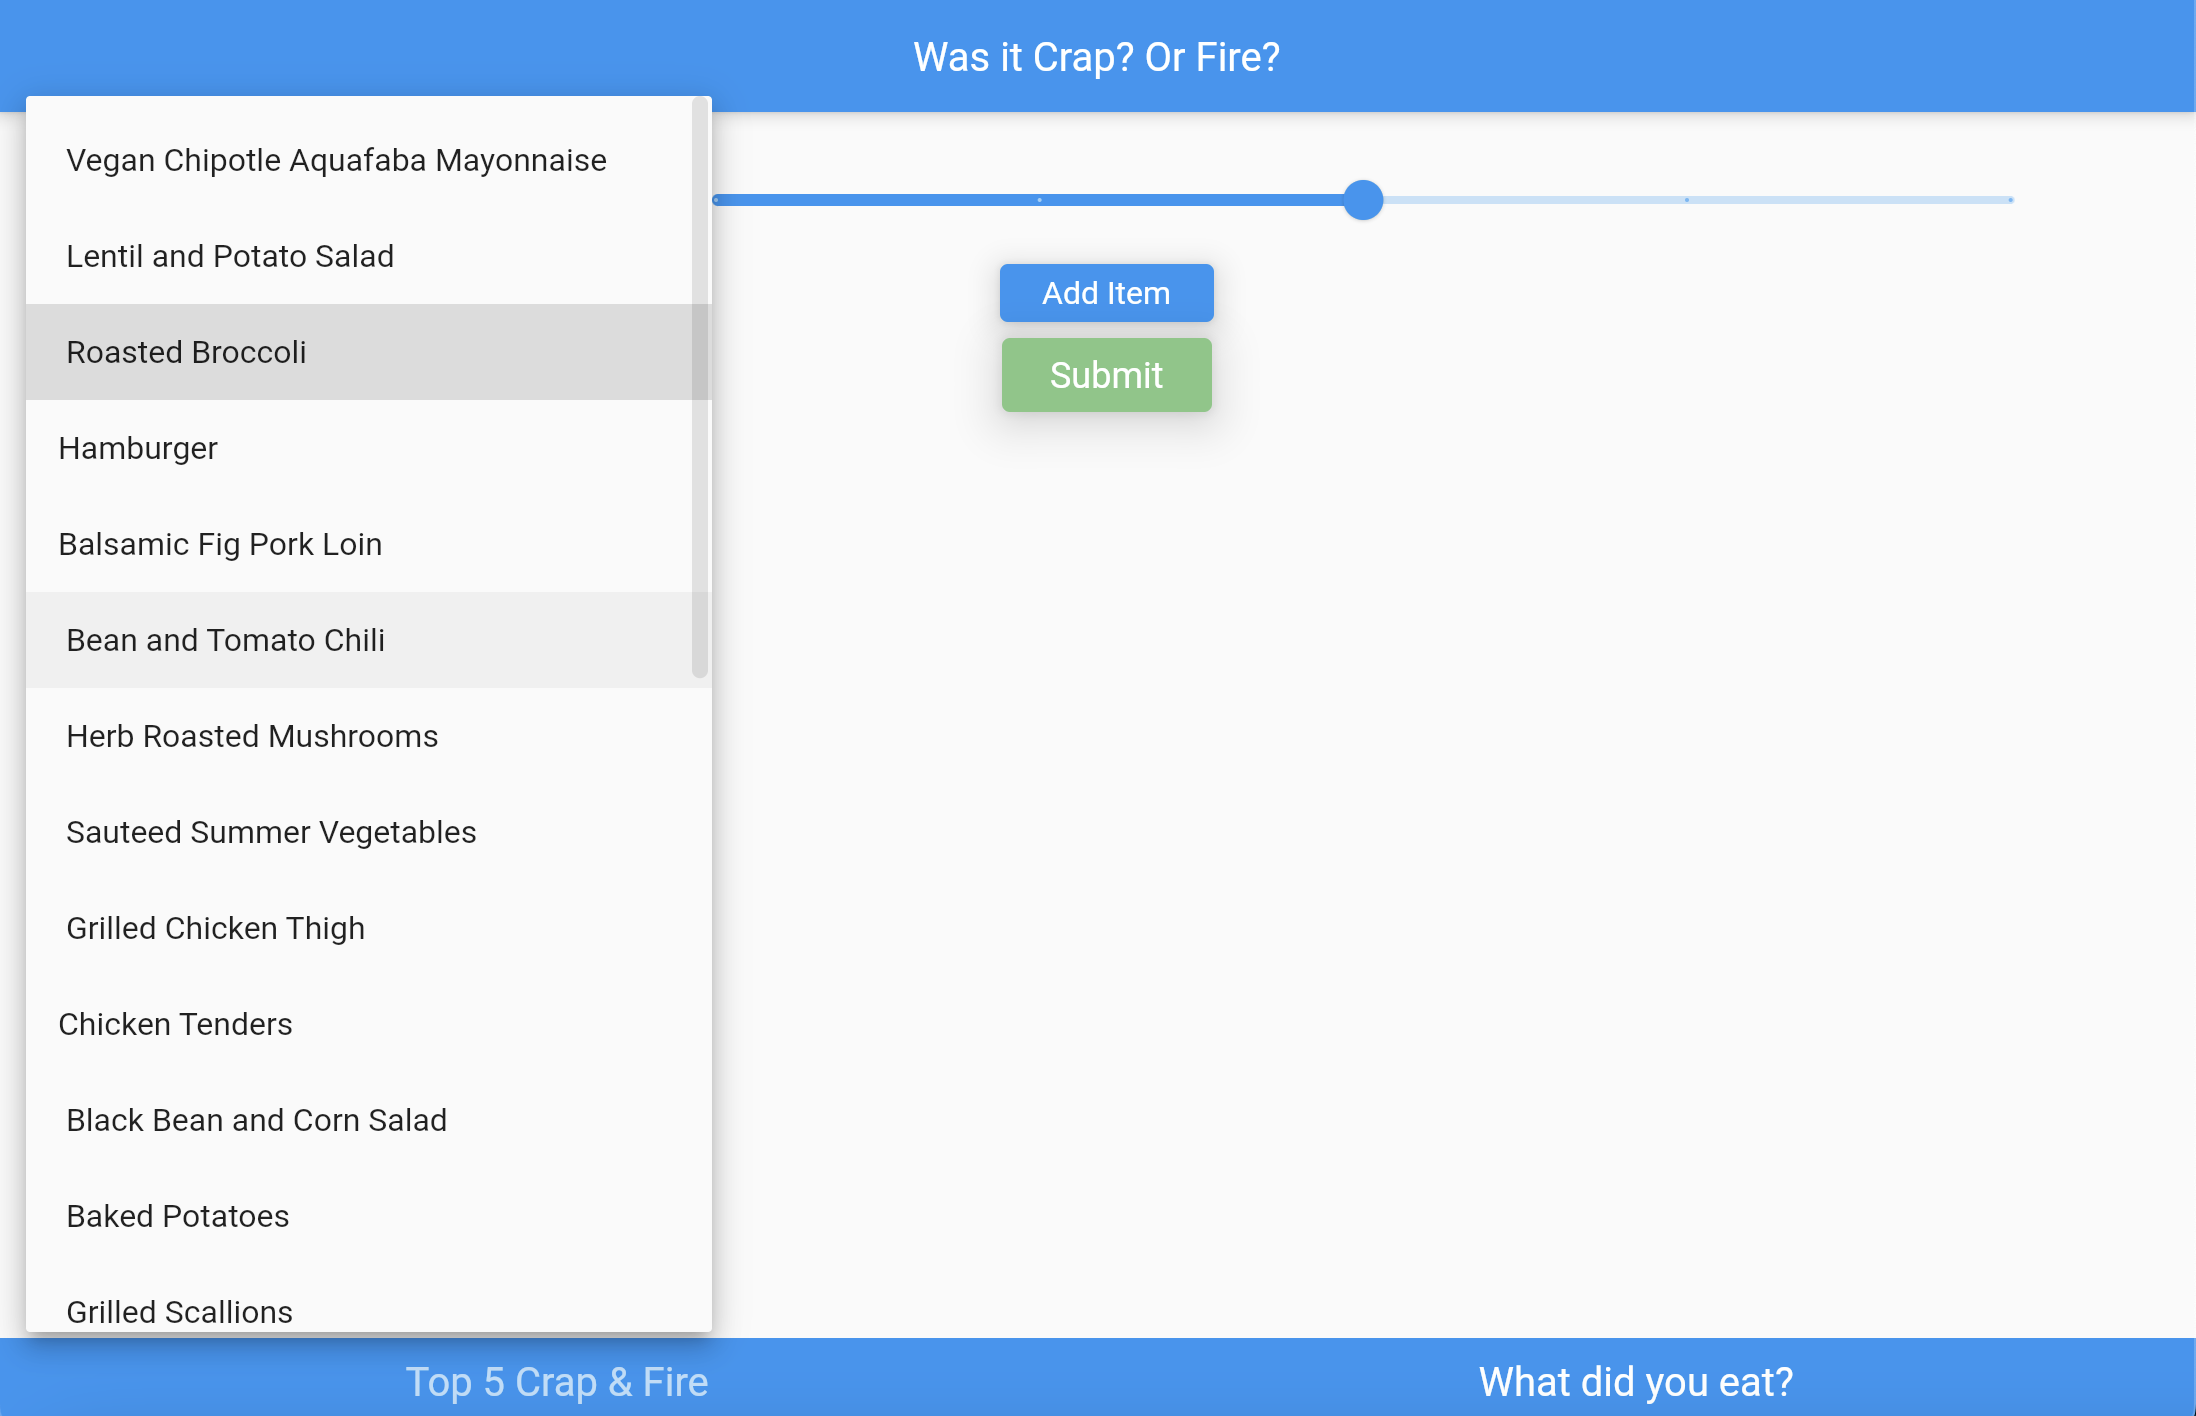 Was it Crap? Or Fire?
Vegan Chipotle Aquafaba Mayonnaise
Lentil and Potato Salad
Roasted Broccoli
Hamburger
Balsamic Fig Pork Loin
Bean and Tomato Chili
Herb Roasted Mushrooms
Sauteed Summer Vegetables
Grilled Chicken Thigh
Chicken Tenders
Black Bean and Corn Salad
Baked Potatoes
Grilled Scallions
Add Item
Submit
Top 5 Crap & Fire
What did you eat?